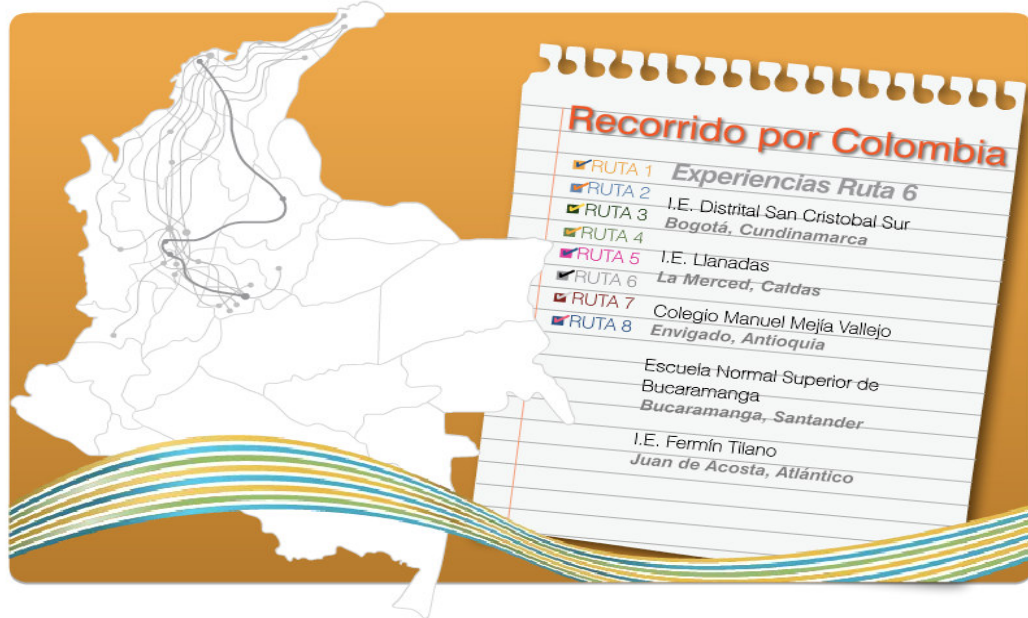 Recorrido por Colombia
RUTA 1
RUTA 2
RUTA 3
RUTA 4
RUTA 5
RUTA 6
RUTA 7
RUTA 8
Experiencias Ruta 6
I.E. Distrital San Cristobal Sur
Bogotá, Cundinamarca
I.E. Llanadas
La Merced, Caldas
Colegio Manuel Mejía Vallejo
Envigado, Antioquia
Escuela Normal Superior de
Bucaramanga
Bucaramanga, Santander
I.E. Fermín Tilano
Juan de Acosta, Atlántico